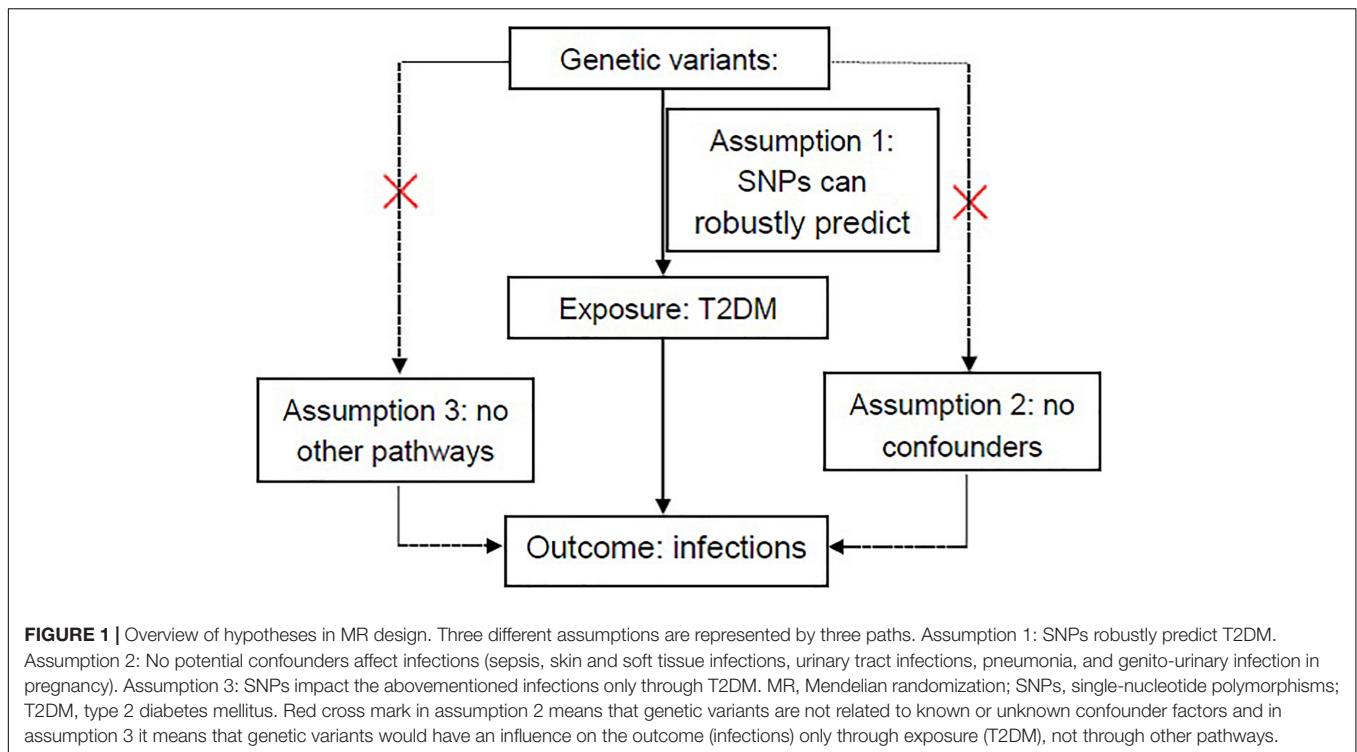 Genetic variants:
Assumption 1:
SNPs can
robustly predict
Exposure: T2DM
Assumption 3: no
other pathways
Assumption 2: no
confounders
Outcome: infections
FIGURE 1 | Overview of hypotheses in MR design. Three different assumptions are represented by three paths. Assumption 1: SNPs robustly predict T2DM.
Assumption 2: No potential confounders affect infections (sepsis, skin and soft tissue infections, urinary tract infections, pneumonia, and genito-urinary infection in
pregnancy). Assumption 3: SNPs impact the abovementioned infections only through T2DM. MR, Mendelian randomization; SNPs, single-nucleotide polymorphisms;
T2DM, type 2 diabetes mellitus. Red cross mark in assumption 2 means that genetic variants are not related to known or unknown confounder factors and in
assumption 3 it means that genetic variants would have an influence on the outcome (infections) only through exposure (T2DM), not through other pathways.